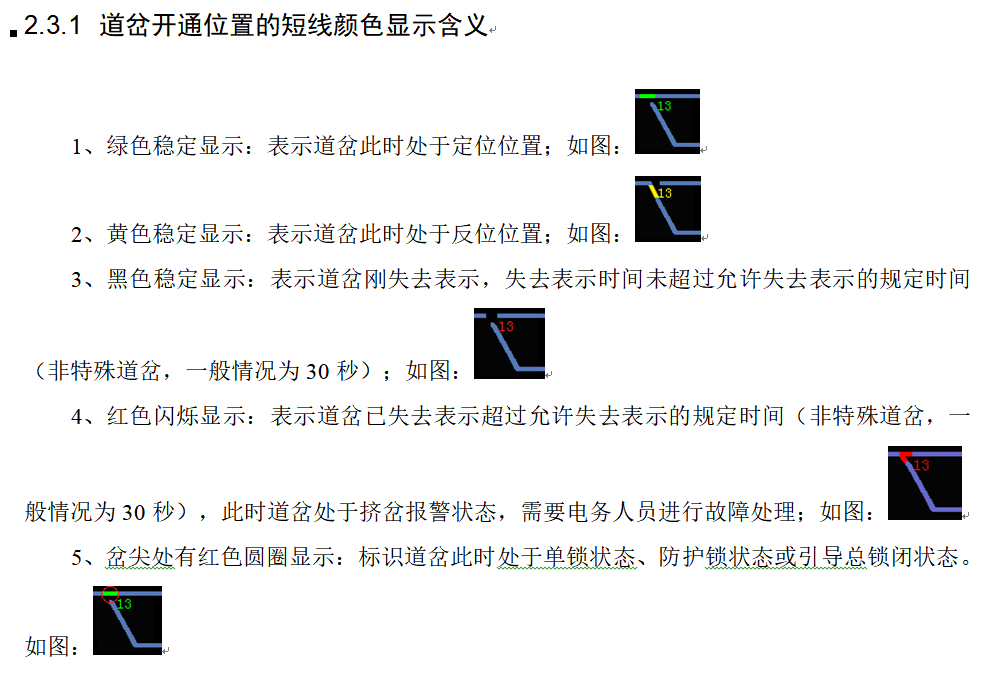 2.3.1 道岔开通位置的短线颜色显示含义
13
1、绿色稳定显示：表示道岔此时处于定位位置；如图：
13
2、黄色稳定显示：表示道岔此时处于反位位置；如图：
3、黑色稳定显示：表示道岔刚失去表示，失去表示时间未超过允许失去表示的规定时间
13
（非特殊道岔，一般情况为 30 秒）；如图：
4、红色闪烁显示：表示道岔已失去表示超过允许失去表示的规定时间（非特殊道岔，一
13
般情况为 30 秒），此时道岔处于挤岔报警状态，需要电务人员进行故障处理；如图：
5、岔尖处有红色圆圈显示：标识道岔此时处于单锁状态、防护锁状态或引导总锁闭状态。
13
如图：